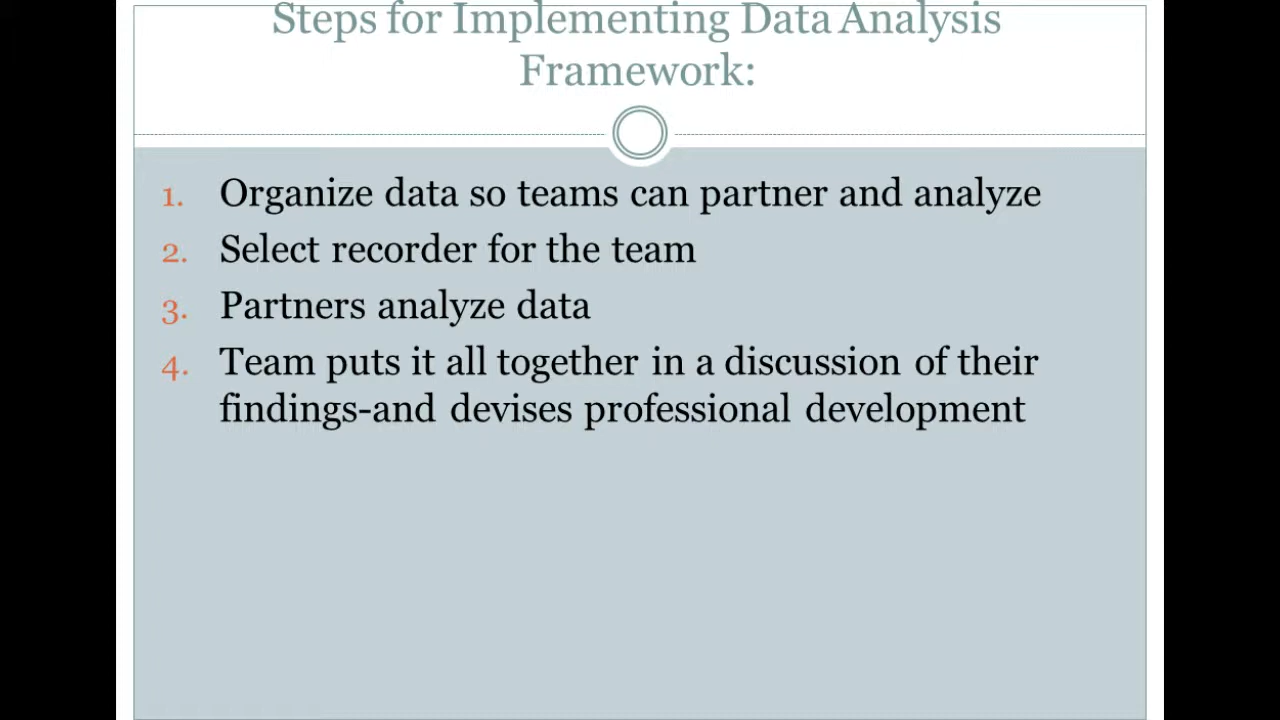 Steps for Implementing Data Analysis
Framework:
1. Organize data so teams can partner and analyze
2. Select recorder for the team
3. Partners analyze data
4. Team puts it all together in a discussion of their
findings-and devises professional development